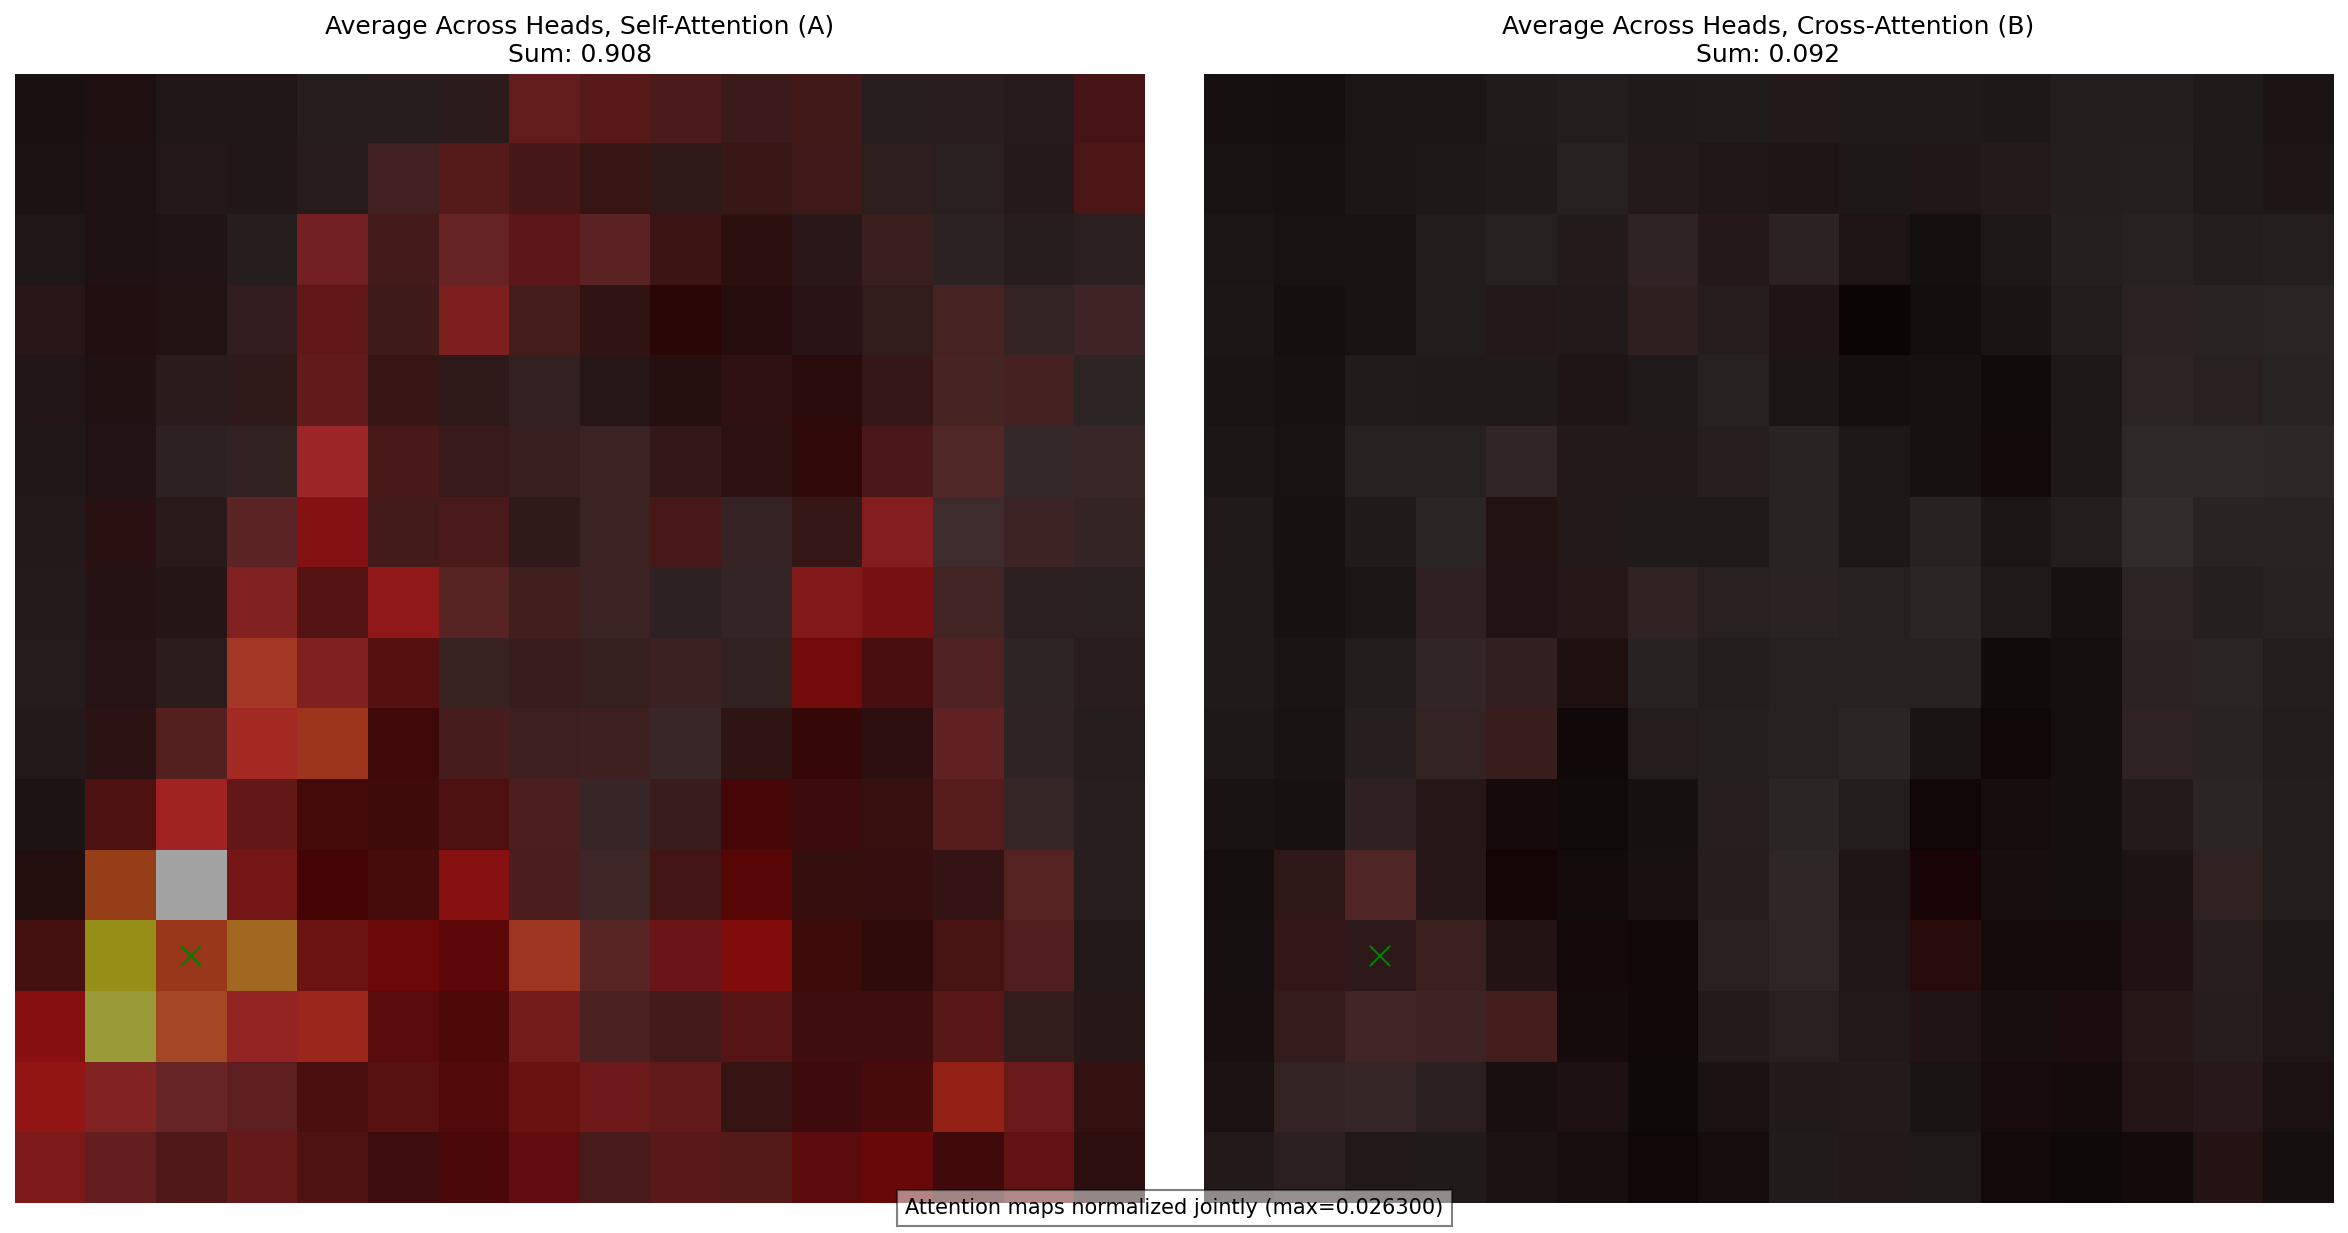 Average Across Heads, Self-Attention (A)
Sum: 0.908
Average Across Heads, Cross-Attention (B)
Sum: 0.092
Attention maps normalized jointly (max=0.026300)